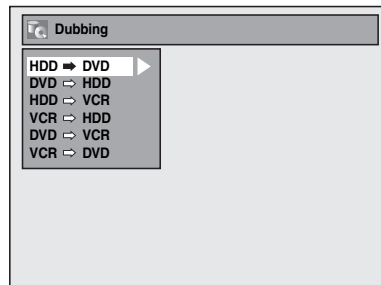 Dubbing
HDD ➡ DVD
DVD ⇨ HDD
HDD ⇨ VCR
VCR ⇨ HDD
DVD ⇨ VCR
VCR ⇨ DVD